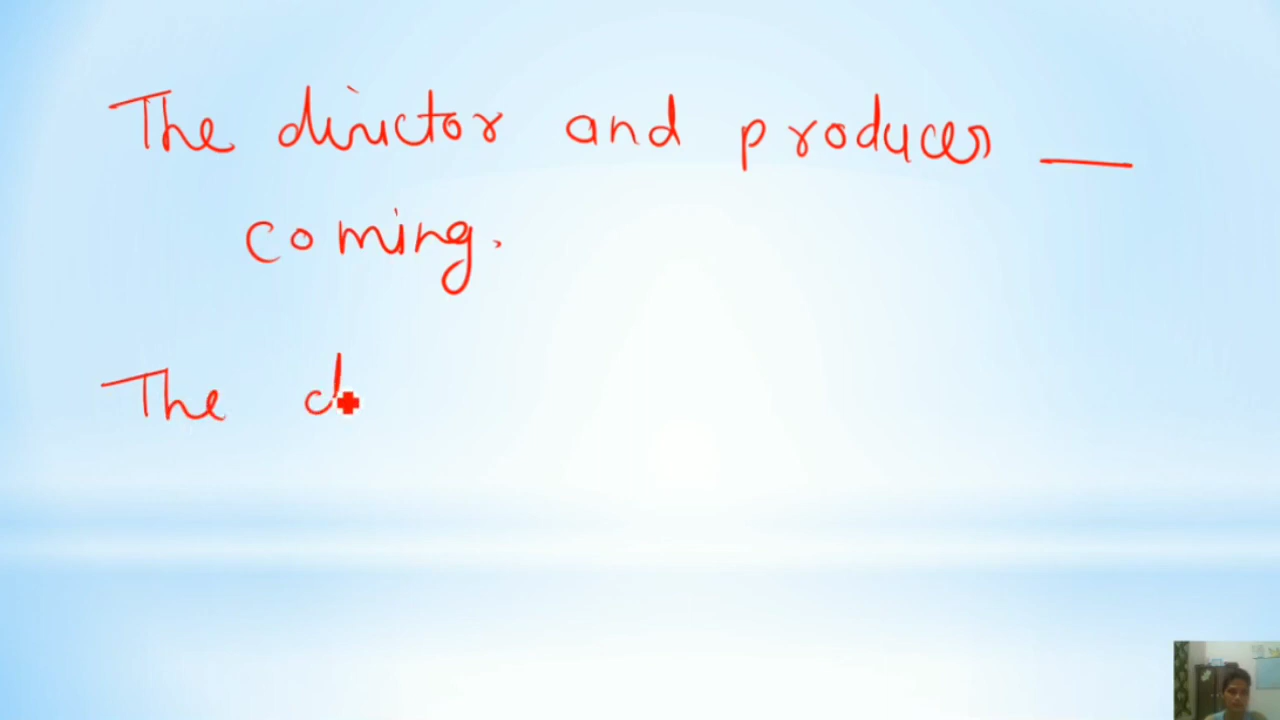 The director and producer __
coming.
The d